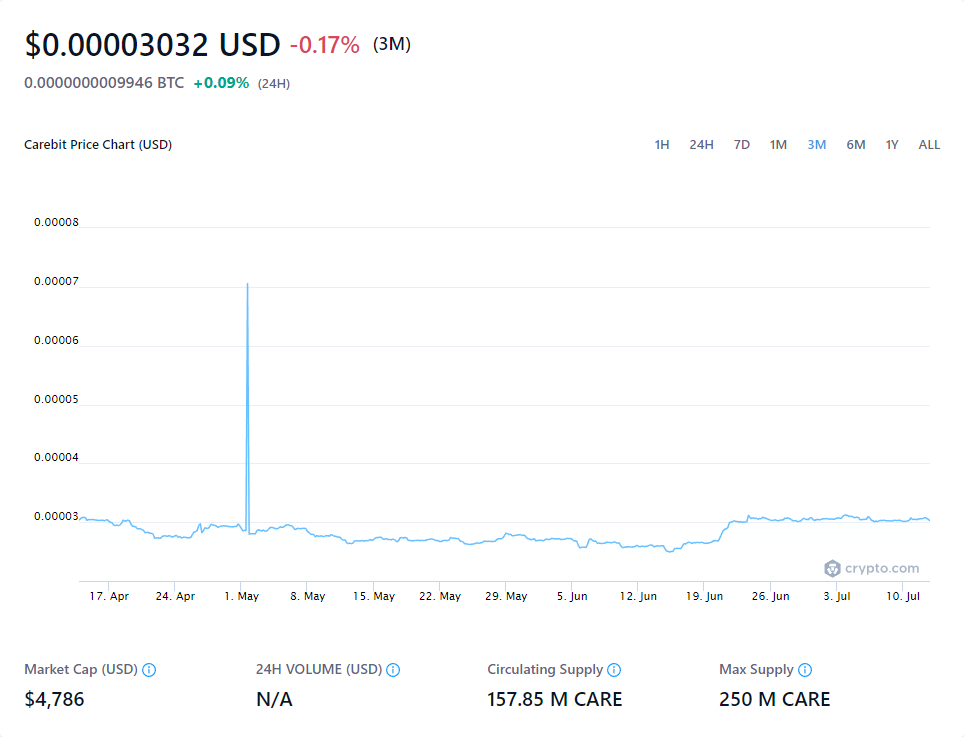 $0.00003032 USD -0.17% (3M)
0.0000000009946 BTC +0.09% (24H)
Carebit Price Chart (USD) 1H 24H 7D 1M 3M 6M 1Y ALL
0.00008
0.00007
0.00006
0.00005
0.00004
0.00003
crypto.com
17. Apr 24. Apr 1. May 8. May 15. May 22. May 29. May 5. Jun 12. Jun 19. Jun 26. Jun 3. Jul 10. Jul
Market Cap (USD) 24H VOLUME (USD) Circulating Supply Max Supply
$4,786 N/A 157.85 M CARE 250 M CARE